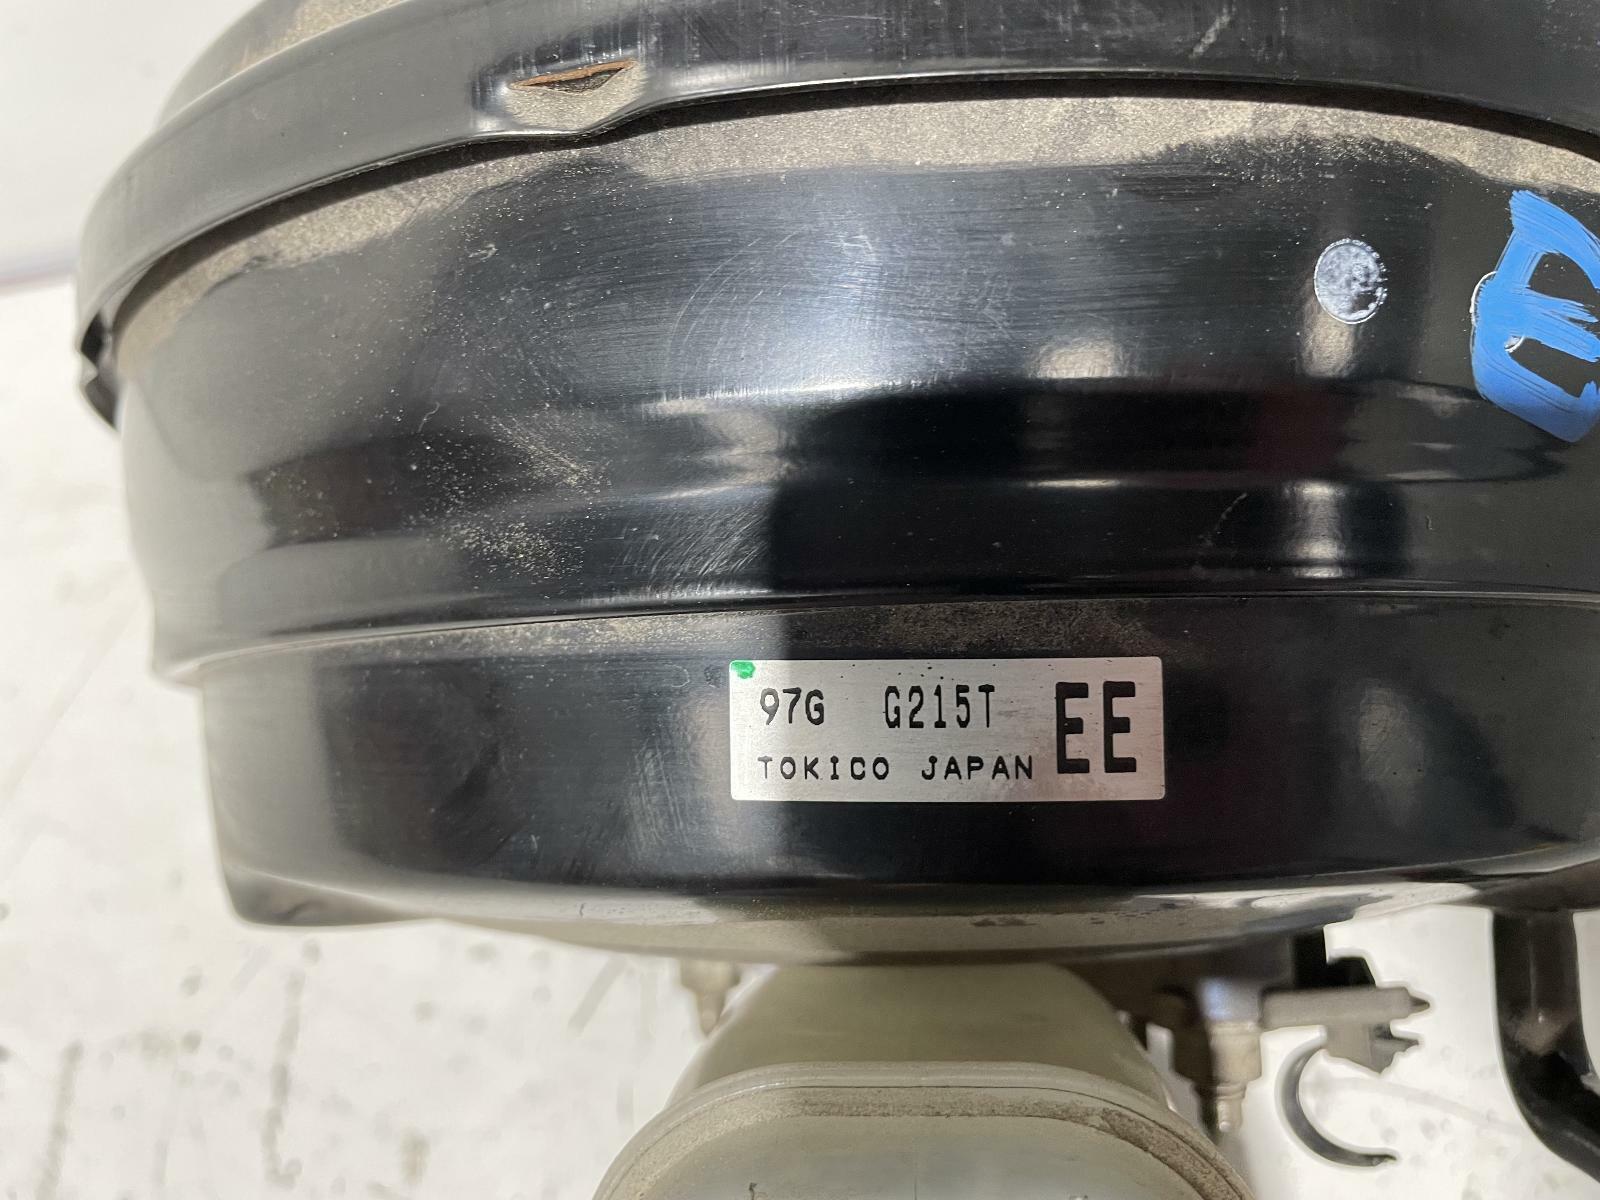 97G G215T EE
TOKICO JAPAN